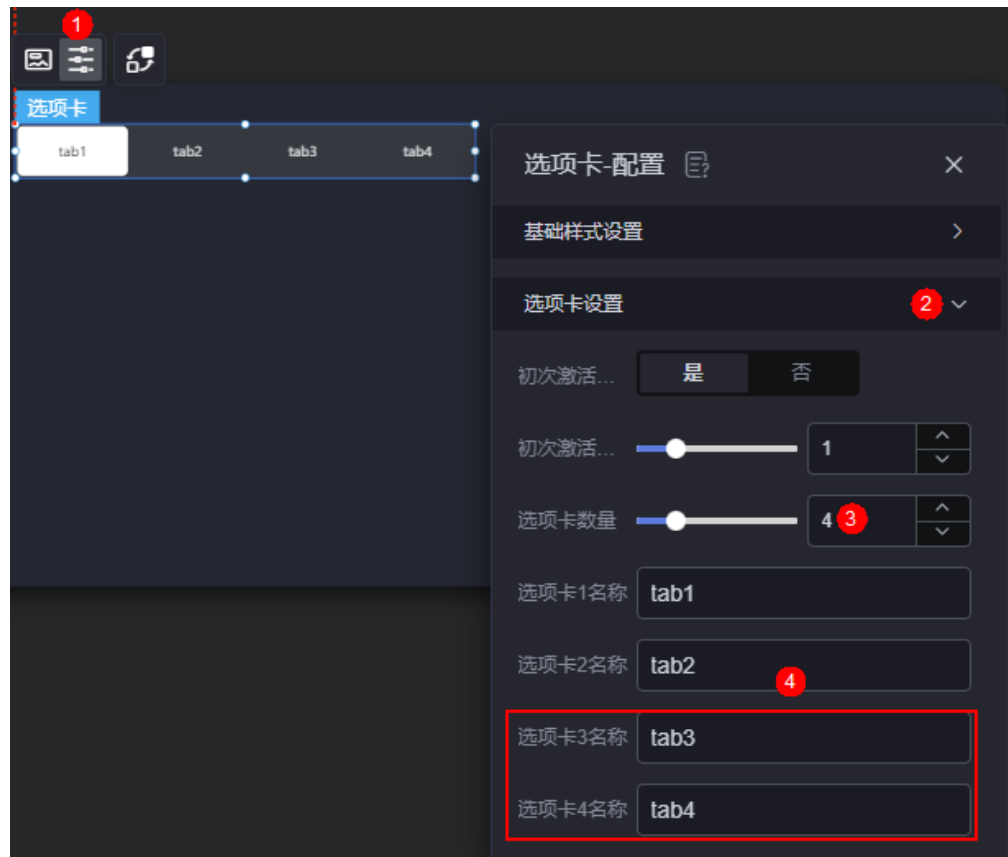 1
选项卡
tab1 tab2 tab3 tab4
选项卡-配置
基础样式设置
选项卡设置 2
初次激活... 是 否
初次激活... 1
选项卡数量 4 3
选项卡1名称 tab1
选项卡2名称 tab2
4
选项卡3名称 tab3
选项卡4名称 tab4